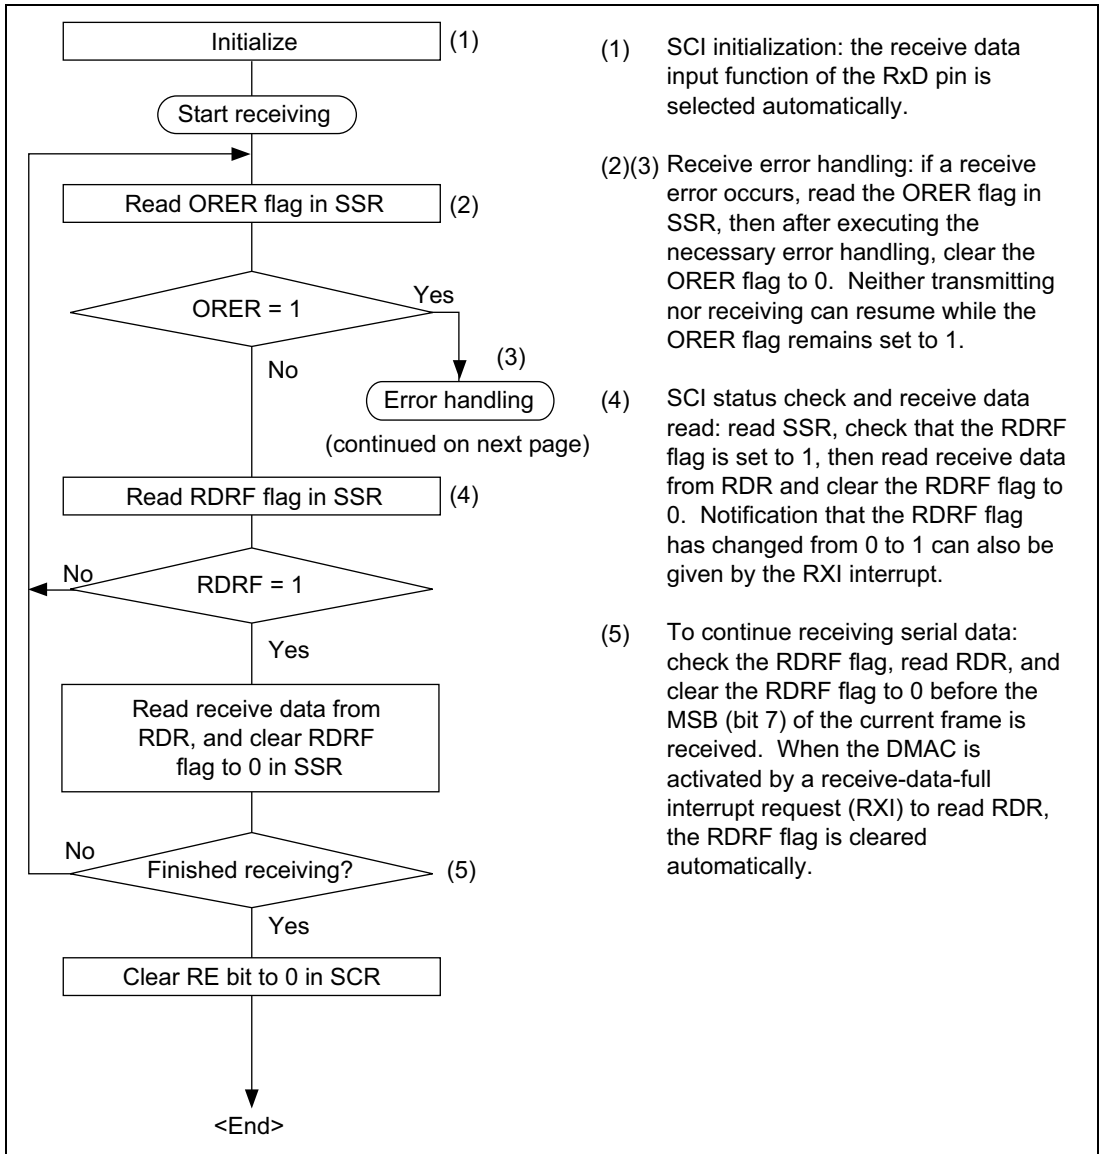 Initialize
(1)
Start receiving
Read ORER flag in SSR
(2)
ORER = 1
Yes
No
(3)
Error handling
(continued on next page)
Read RDRF flag in SSR
(4)
No
RDRF = 1
Yes
Read receive data from
RDR, and clear RDRF
flag to 0 in SSR
No
Finished receiving?
(5)
Yes
Clear RE bit to 0 in SCR
<End>
(1) SCI initialization: the receive data
input function of the RxD pin is
selected automatically.
(2)(3) Receive error handling: if a receive
error occurs, read the ORER flag in
SSR, then after executing the
necessary error handling, clear the
ORER flag to 0. Neither transmitting
nor receiving can resume while the
ORER flag remains set to 1.
(4) SCI status check and receive data
read: read SSR, check that the RDRF
flag is set to 1, then read receive data
from RDR and clear the RDRF flag to
0. Notification that the RDRF flag
has changed from 0 to 1 can also be
given by the RXI interrupt.
(5) To continue receiving serial data:
check the RDRF flag, read RDR, and
clear the RDRF flag to 0 before the
MSB (bit 7) of the current frame is
received. When the DMAC is
activated by a receive-data-full
interrupt request (RXI) to read RDR,
the RDRF flag is cleared
automatically.